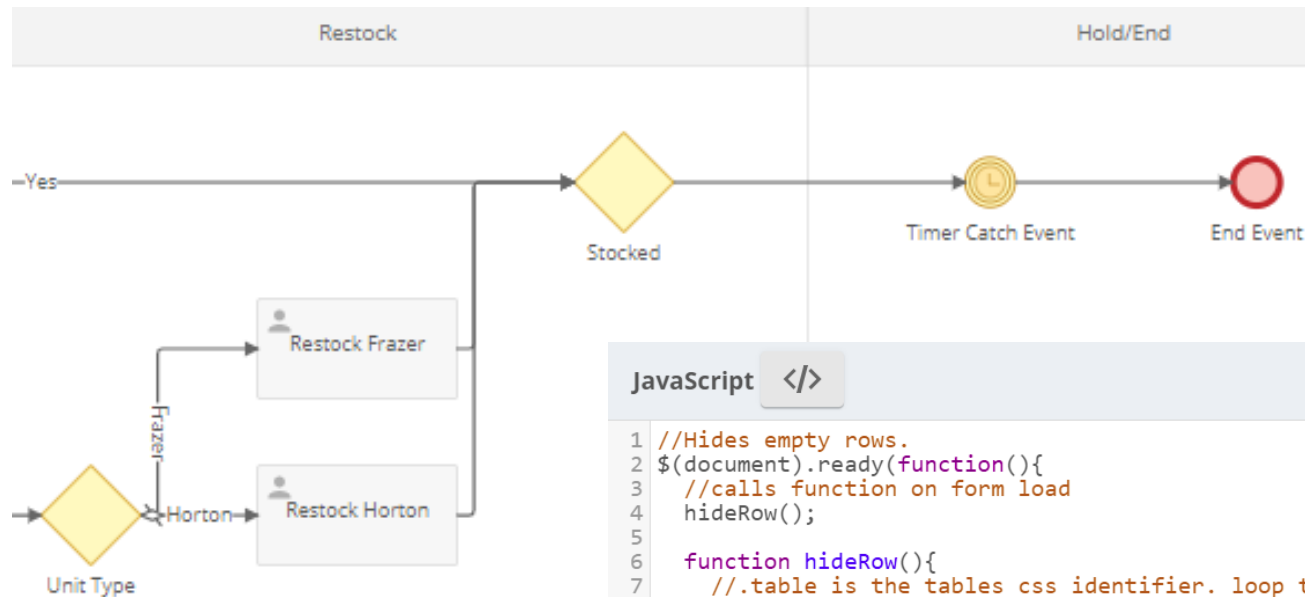 Restock
Hold/End
Yes
Stocked
Timer Catch Event
End Event
Restock Frazer
Frazer
Horton
Restock Horton
Unit Type
JavaScript </>
1 //Hides empty rows.
2 $(document).ready(function(){
3 //calls function on form load
4 hideRow();
5
6 function hideRow(){
7 //.table is the tables css identifier. loop t